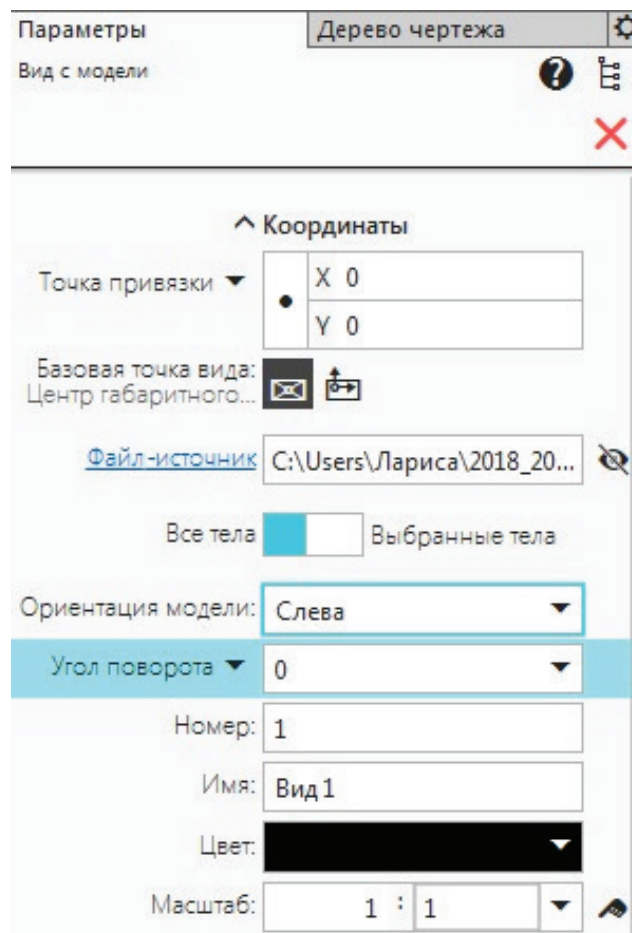 Параметры
Дерево чертежа
Вид с модели
?
Координаты
Точка привязки
X 0
Y 0
Базовая точка вида:
Центр габаритного...
Файл-источник
C:\Users\Лариса\2018_20...
Все тела
Выбранные тела
Ориентация модели:
Слева
Угол поворота
0
Номер:
1
Имя:
Вид 1
Цвет:
Масштаб:
1 : 1